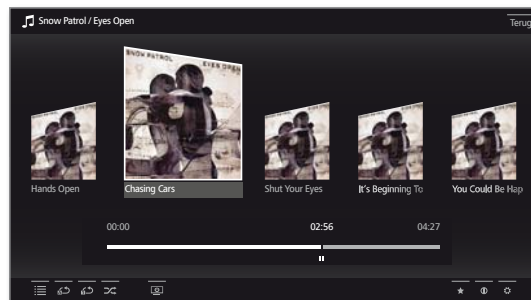 Snow Patrol / Eyes Open
Terug
SNOW PATROL EYES OPEN
Hands Open
Chasing Cars
Shut Your Eyes
It's Beginning To
You Could Be Hap
00:00
02:56
04:27